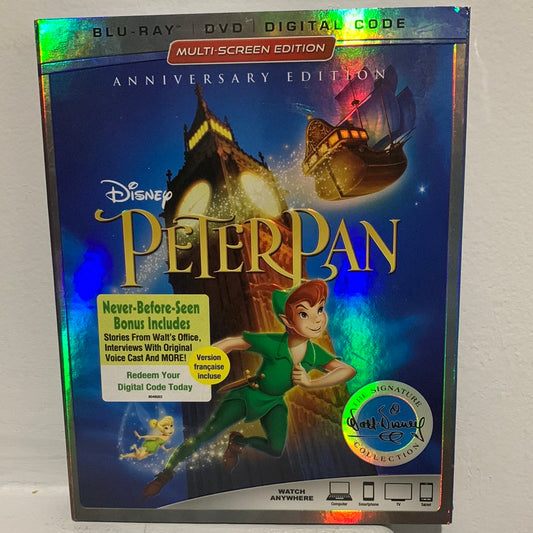 BLU-RAY™ | DVD | DIGITAL CODE
MULTI-SCREEN EDITION
ANNIVERSARY EDITION
Disney
PETER PAN
Never-Before-Seen
Bonus Includes
Stories From Walt's Office,
Interviews With Original
Voice Cast And MORE!
Version
française
incluse
Redeem Your
Digital Code Today
THE SIGNATURE
Walt Disney
COLLECTION
WATCH
ANYWHERE
Computer
Smartphone
TV
Tablet